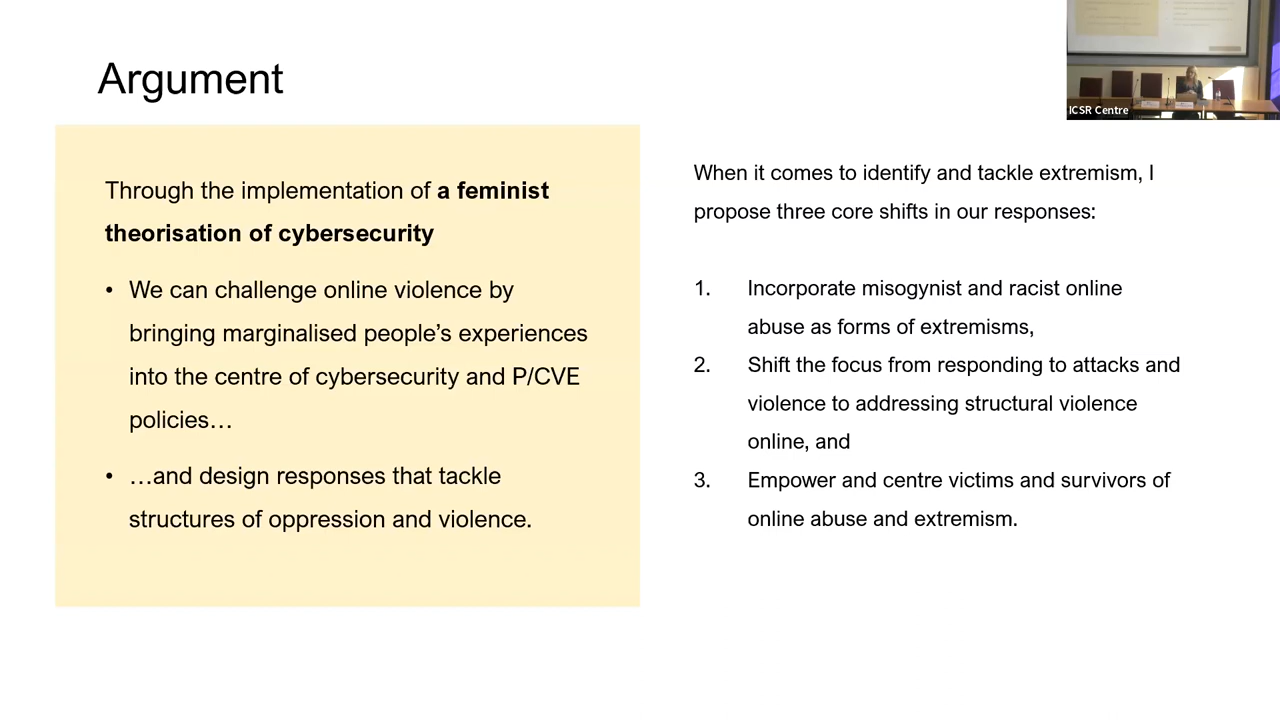 Argument
Through the implementation of a feminist
theorisation of cybersecurity
• We can challenge online violence by
bringing marginalised people’s experiences
into the centre of cybersecurity and P/CVE
policies…
• …and design responses that tackle
structures of oppression and violence.
When it comes to identify and tackle extremism, I
propose three core shifts in our responses:
1. Incorporate misogynist and racist online
abuse as forms of extremisms,
2. Shift the focus from responding to attacks and
violence to addressing structural violence
online, and
3. Empower and centre victims and survivors of
online abuse and extremism.
ICSR Centre